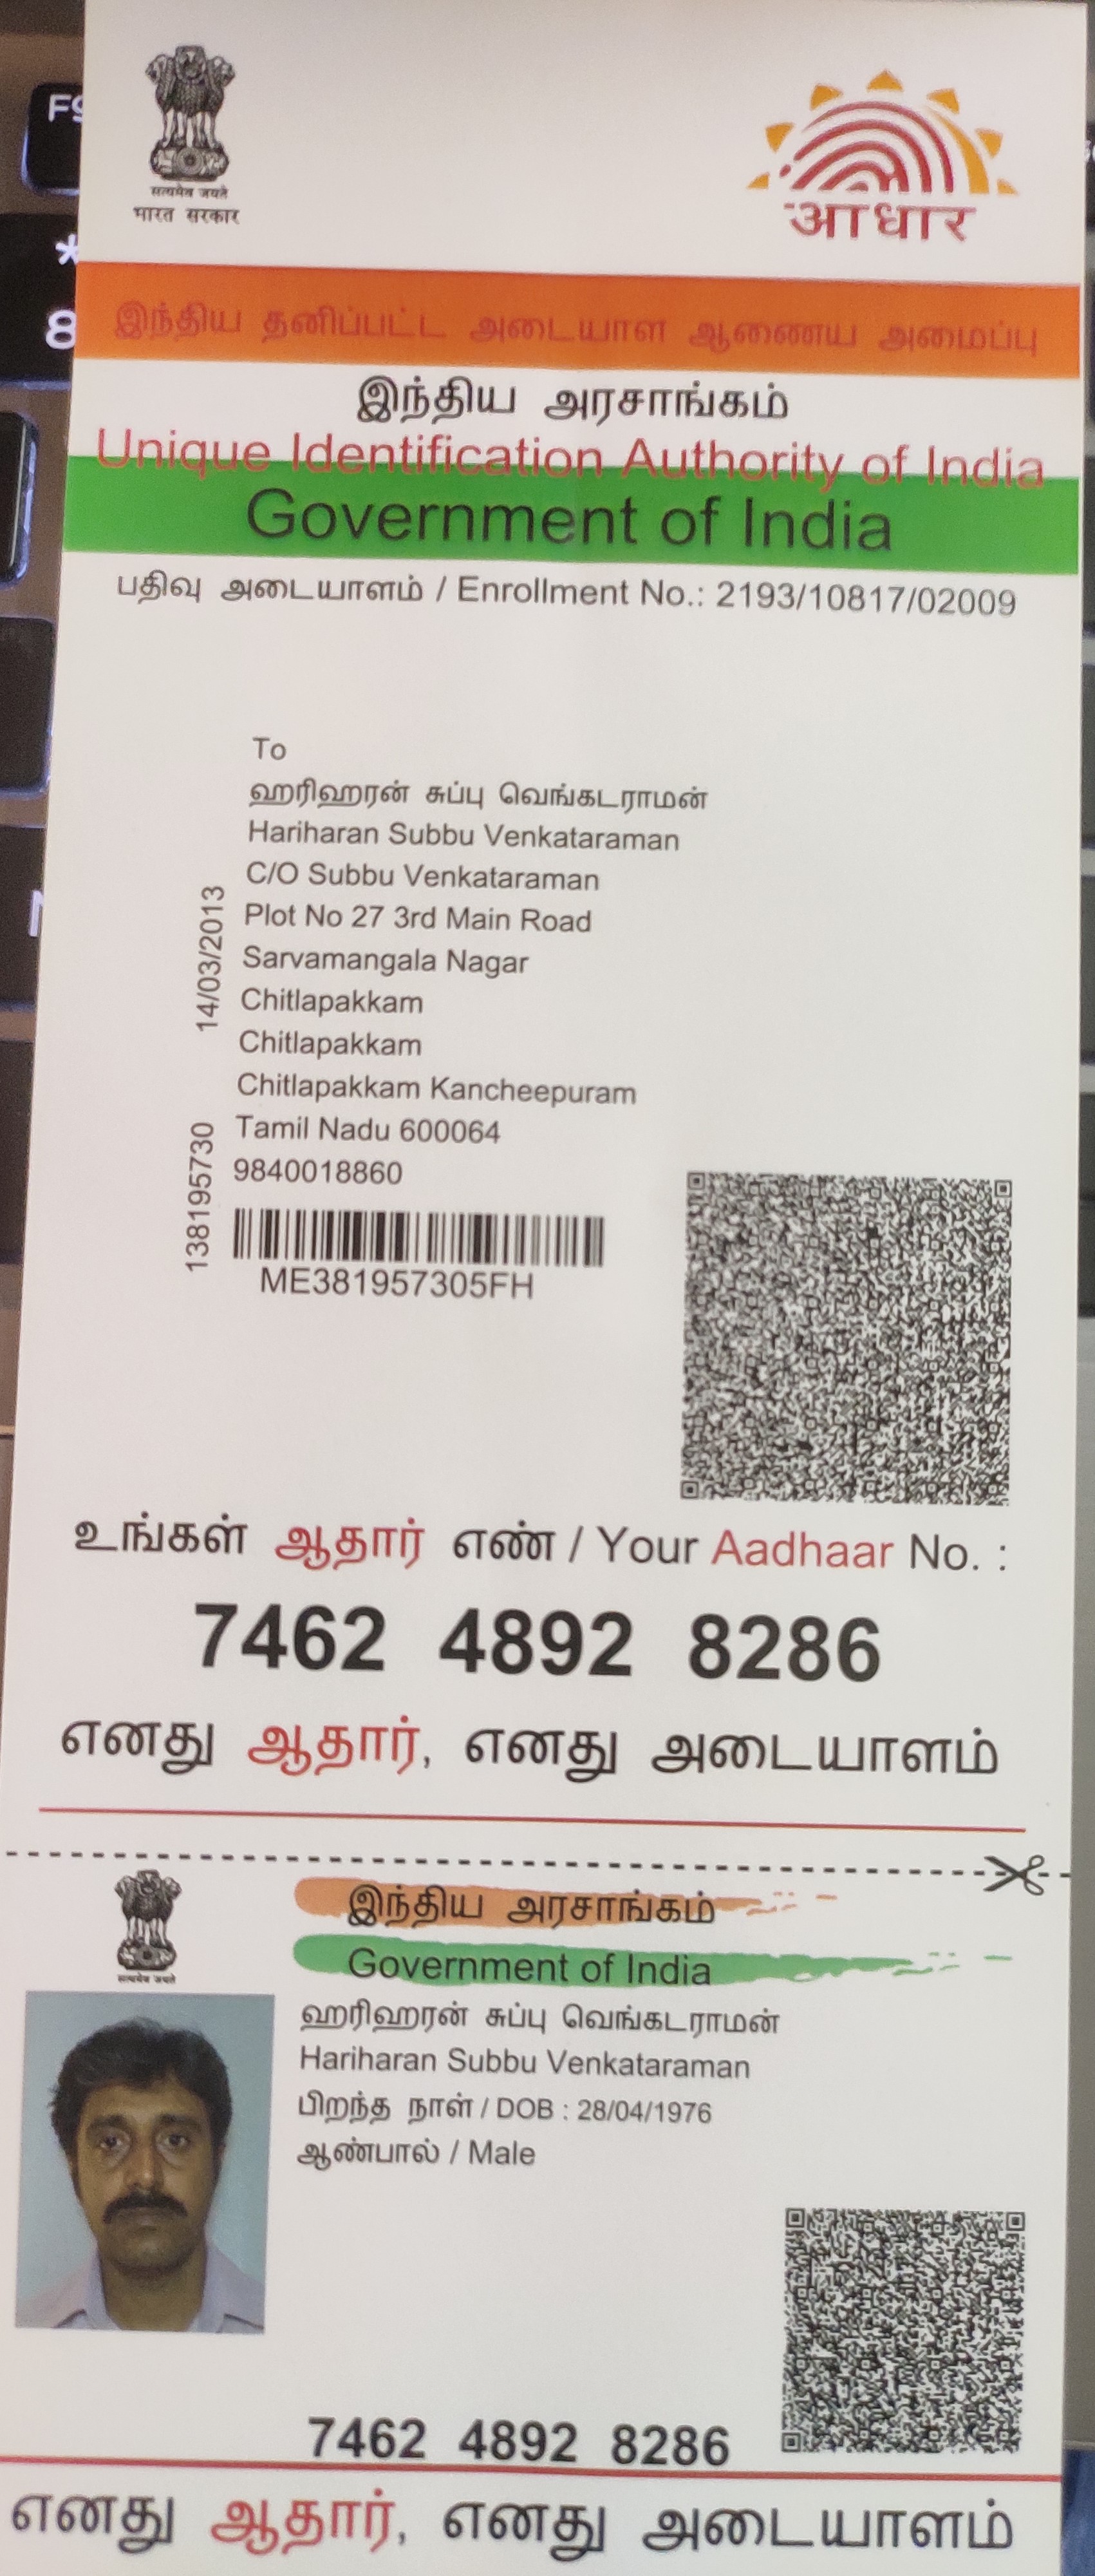 सत्यमेव जयते
भारत सरकार
आधार
F9
*
8
இந்திய தனிப்பட்ட அடையாள ஆணைய அமைப்பு
இந்திய அரசாங்கம்
Unique Identification Authority of India
Government of India
பதிவு அடையாளம் / Enrollment No.: 2193/10817/02009
To
ஹரிஹரன் சுப்பு வெங்கடராமன்
Hariharan Subbu Venkataraman
C/O Subbu Venkataraman
Plot No 27 3rd Main Road
Sarvamangala Nagar
Chitlapakkam
Chitlapakkam
Chitlapakkam Kancheepuram
Tamil Nadu 600064
9840018860
14/03/2013
138195730
ME381957305FH
உங்கள் ஆதார் எண் / Your Aadhaar No. :
7462 4892 8286
எனது ஆதார், எனது அடையாளம்
सत्यमेव जयते
இந்திய அரசாங்கம்
Government of India
ஹரிஹரன் சுப்பு வெங்கடராமன்
Hariharan Subbu Venkataraman
பிறந்த நாள் / DOB : 28/04/1976
ஆண்பால் / Male
7462 4892 8286
எனது ஆதார், எனது அடையாளம்